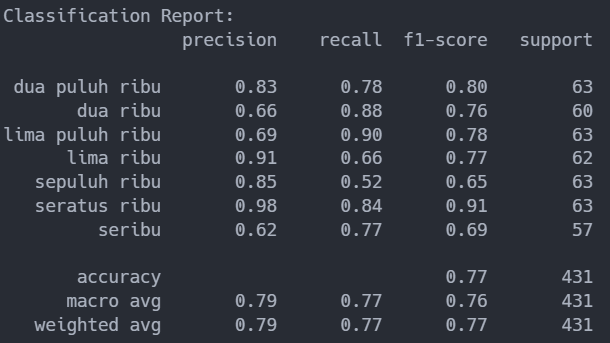 Classification Report:
precision recall f1-score support
dua puluh ribu 0.83 0.78 0.80 63
dua ribu 0.66 0.88 0.76 60
lima puluh ribu 0.69 0.90 0.78 63
lima ribu 0.91 0.66 0.77 62
sepuluh ribu 0.85 0.52 0.65 63
seratus ribu 0.98 0.84 0.91 63
seribu 0.62 0.77 0.69 57
accuracy 0.77 431
macro avg 0.79 0.77 0.76 431
weighted avg 0.79 0.77 0.77 431